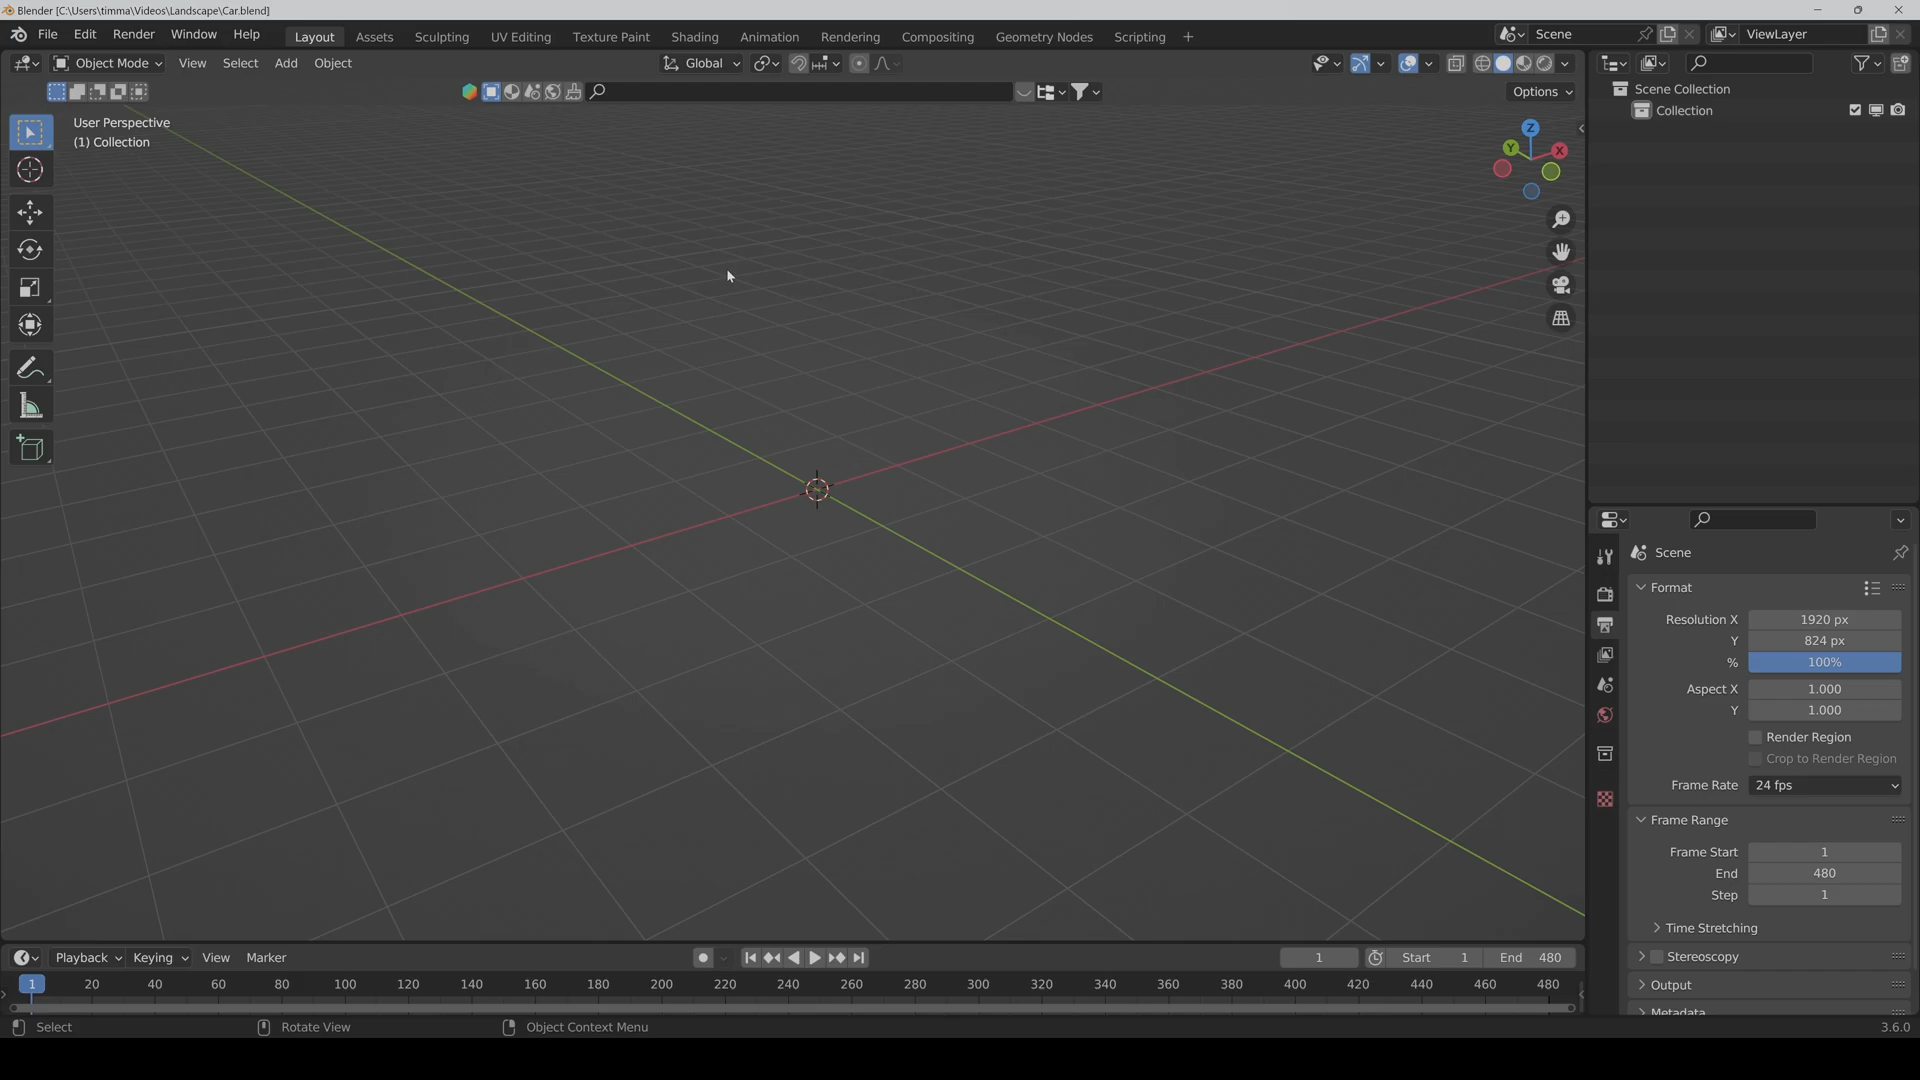 Blender [C:\Users\timma\Videos\Landscape\Car.blend]
File Edit Render Window Help Layout Assets Sculpting UV Editing Texture Paint Shading Animation Rendering Compositing Geometry Nodes Scripting + Scene ViewLayer
Object Mode View Select Add Object Global
Options
User Perspective
(1) Collection
Z
Y
X
Scene Collection
Collection
Scene
Format
Resolution X 1920 px
Y 824 px
% 100%
Aspect X 1.000
Y 1.000
Render Region
Crop to Render Region
Frame Rate 24 fps
Frame Range
Frame Start 1
End 480
Step 1
Time Stretching
Stereoscopy
Output
Metadata
Playback Keying View Marker 1 Start 1 End 480
1 20 40 60 80 100 120 140 160 180 200 220 240 260 280 300 320 340 360 380 400 420 440 460 480
Select Rotate View Object Context Menu 3.6.0